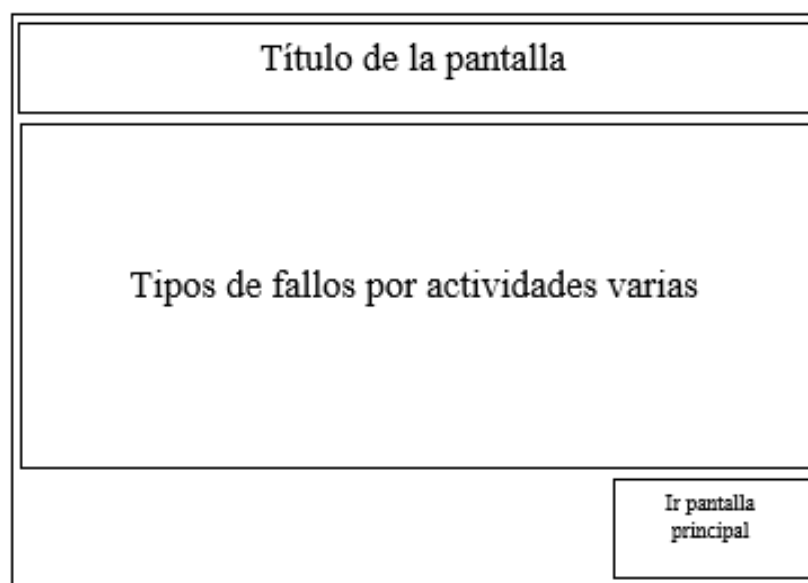 Título de la pantalla
Tipos de fallos por actividades varias
Ir pantalla
principal